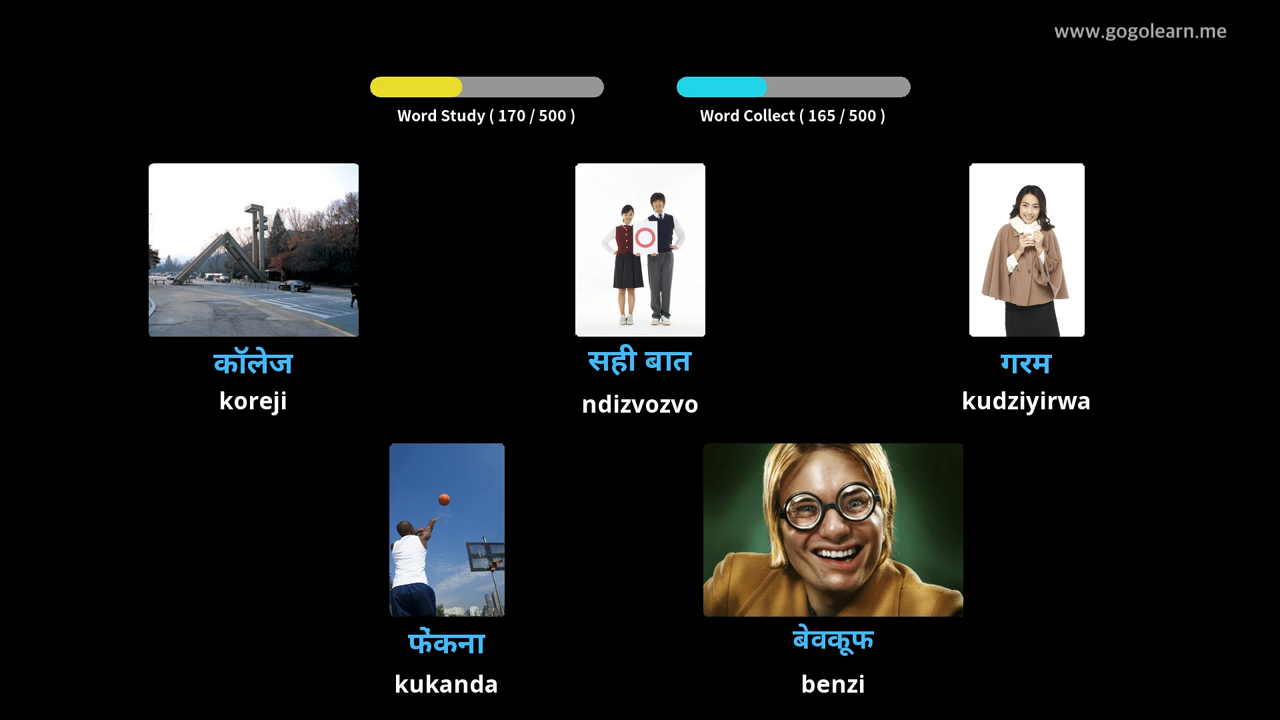 www.gogolearn.me
Word Study ( 170 / 500 )
Word Collect ( 165 / 500 )
कॉलेज
koreji
सही बात
ndizvozvo
गरम
kudziyirwa
फेंकना
kukanda
बेवकूफ
benzi